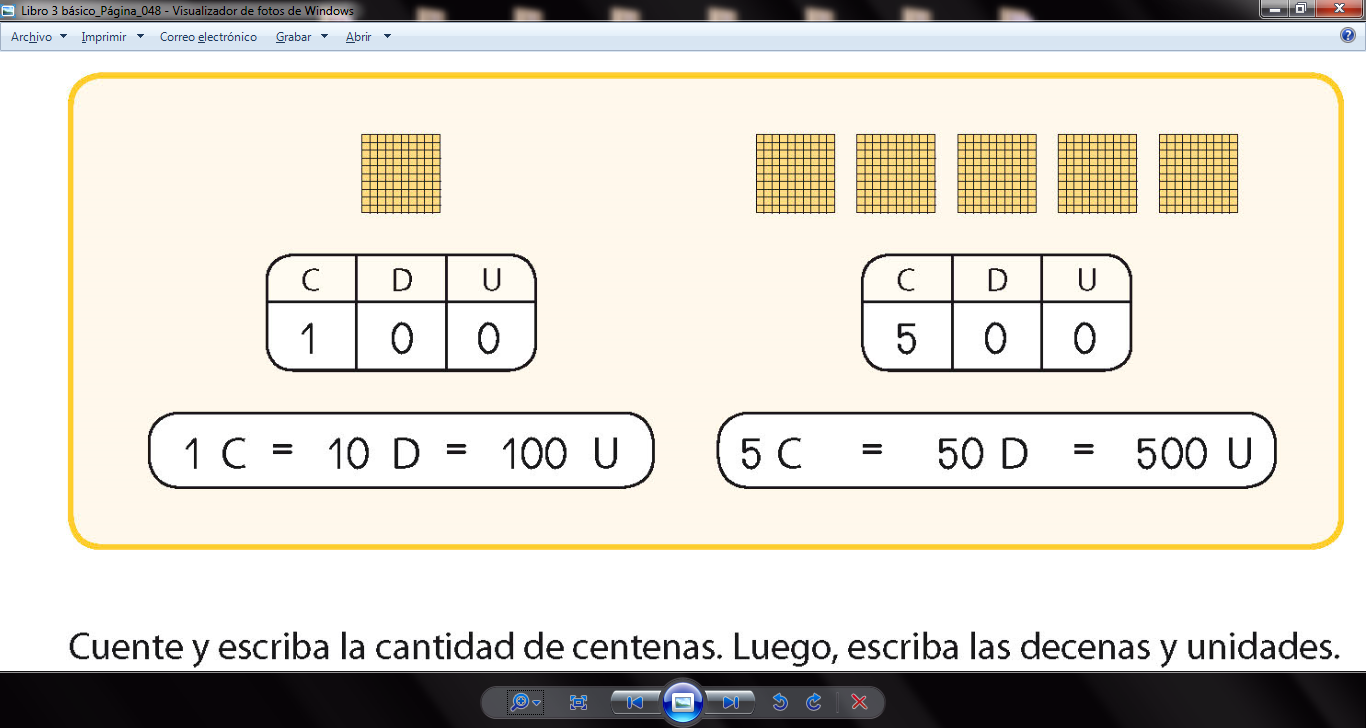 Libro 3 básico_Página_048 - Visualizador de fotos de Windows
Archivo Imprimir Correo electrónico Grabar Abrir
C D U
1 0 0
C D U
5 0 0
1 C = 10 D = 100 U
5 C = 50 D = 500 U
Cuente y escriba la cantidad de centenas. Luego, escriba las decenas y unidades.